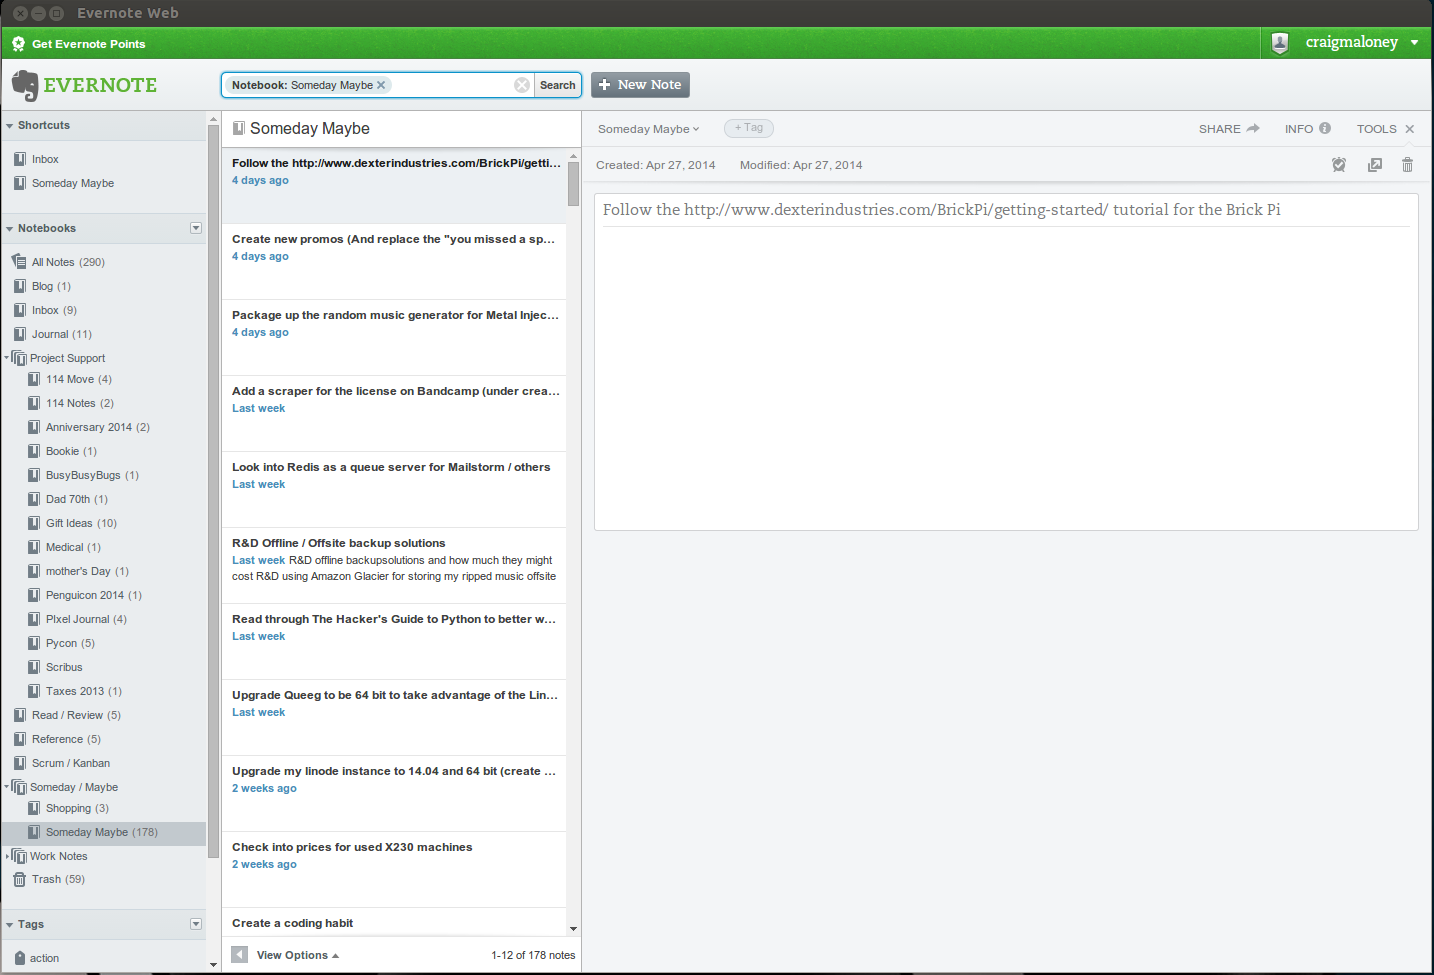 Evernote Web
Get Evernote Points
craigmaloney
EVERNOTE
Notebook: Someday Maybe
Search
+ New Note
Shortcuts
Inbox
Someday Maybe
Notebooks
All Notes (290)
Blog (1)
Inbox (9)
Journal (11)
Project Support
114 Move (4)
114 Notes (2)
Anniversary 2014 (2)
Bookie (1)
BusyBusyBugs (1)
Dad 70th (1)
Gift Ideas (10)
Medical (1)
mother's Day (1)
Penguicon 2014 (1)
PIxel Journal (4)
Pycon (5)
Scribus
Taxes 2013 (1)
Read / Review (5)
Reference (5)
Scrum / Kanban
Someday / Maybe
Shopping (3)
Someday Maybe (178)
Work Notes
Trash (59)
Tags
action
Someday Maybe
Follow the http://www.dexterindustries.com/BrickPi/getti...
4 days ago
Create new promos (And replace the "you missed a sp...
4 days ago
Package up the random music generator for Metal Injec...
4 days ago
Add a scraper for the license on Bandcamp (under crea...
Last week
Look into Redis as a queue server for Mailstorm / others
Last week
R&D Offline / Offsite backup solutions
Last week R&D offline backupsolutions and how much they might
cost R&D using Amazon Glacier for storing my ripped music offsite
Read through The Hacker's Guide to Python to better w...
Last week
Upgrade Queeg to be 64 bit to take advantage of the Lin...
Last week
Upgrade my linode instance to 14.04 and 64 bit (create ...
2 weeks ago
Check into prices for used X230 machines
2 weeks ago
Create a coding habit
View Options
1-12 of 178 notes
Someday Maybe
+ Tag
SHARE
INFO
TOOLS
Created: Apr 27, 2014
Modified: Apr 27, 2014
Follow the http://www.dexterindustries.com/BrickPi/getting-started/ tutorial for the Brick Pi